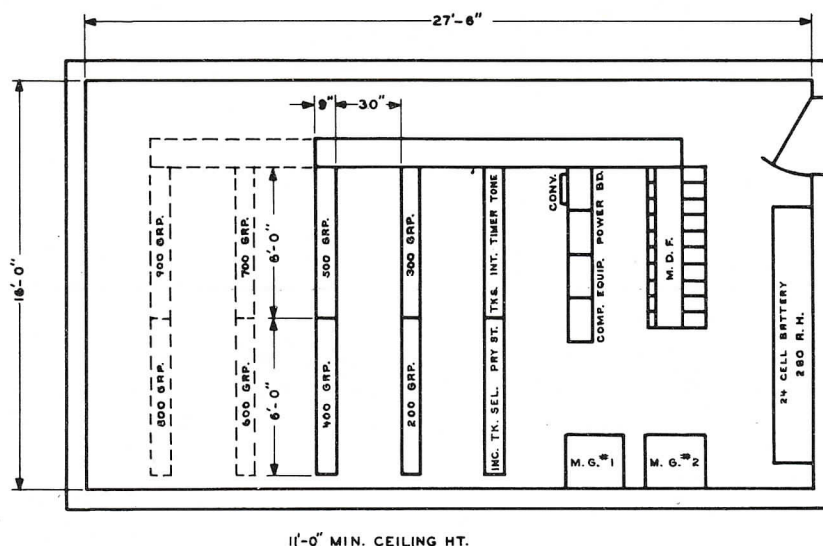 27'-6"
9" 30"
16'-0"
900 GRP.
700 GRP.
6'-0"
500 GRP.
300 GRP.
TKS. INT. TIMER TONE
CONV.
COMP. EQUIP. POWER BD.
M. D. F.
800 GRP.
600 GRP.
6'-0"
400 GRP.
200 GRP.
INC. TK. SEL. PRY ST.
M. G. #1
M. G. #2
24 CELL BATTERY
280 A.H.
11'-0" MIN. CEILING HT.